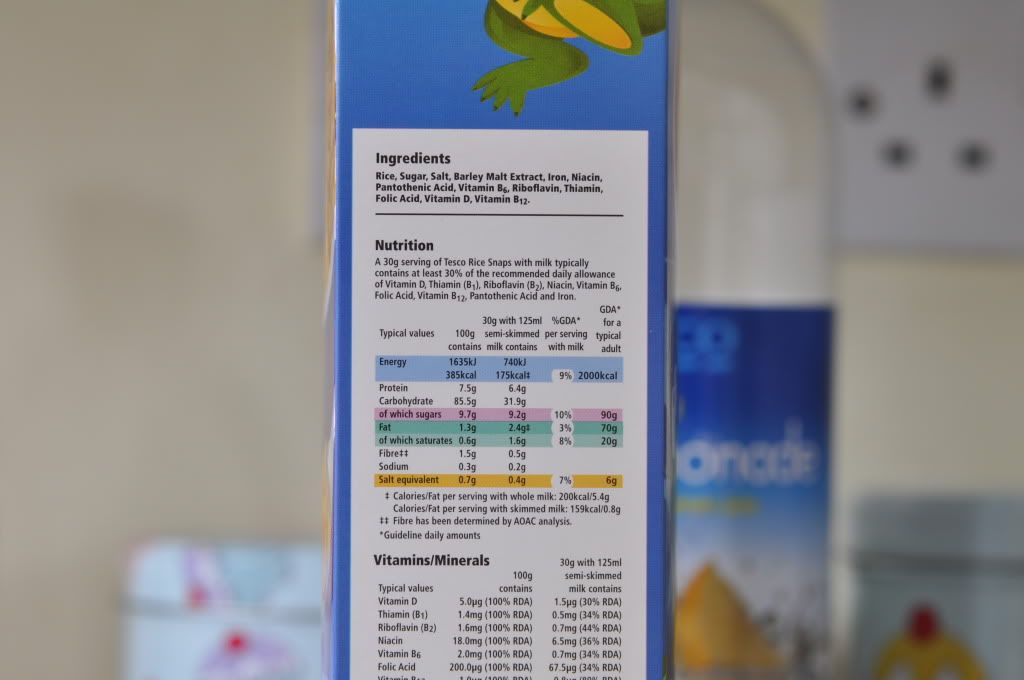 Ingredients
Rice, Sugar, Salt, Barley Malt Extract, Iron, Niacin,
Pantothenic Acid, Vitamin B6, Riboflavin, Thiamin,
Folic Acid, Vitamin D, Vitamin B12.
Nutrition
A 30g serving of Tesco Rice Snaps with milk typically
contains at least 30% of the recommended daily allowance
of Vitamin D, Thiamin (B1), Riboflavin (B2), Niacin, Vitamin B6,
Folic Acid, Vitamin B12, Pantothenic Acid and Iron.
GDA*
30g with 125ml %GDA* for a
Typical values 100g semi-skimmed per serving typical
contains milk contains with milk adult
Energy 1635kJ 740kJ
385kcal 175kcal‡ 9% 2000kcal
Protein 7.5g 6.4g
Carbohydrate 85.5g 31.9g
of which sugars 9.7g 9.2g 10% 90g
Fat 1.3g 2.4g‡ 3% 70g
of which saturates 0.6g 1.6g 8% 20g
Fibre‡‡ 1.5g 0.5g
Sodium 0.3g 0.2g
Salt equivalent 0.7g 0.4g 7% 6g
‡ Calories/Fat per serving with whole milk: 200kcal/5.4g
Calories/Fat per serving with skimmed milk: 159kcal/0.8g
‡‡ Fibre has been determined by AOAC analysis.
*Guideline daily amounts
Vitamins/Minerals 30g with 125ml
100g semi-skimmed
Typical values contains milk contains
Vitamin D 5.0µg (100% RDA) 1.5µg (30% RDA)
Thiamin (B1) 1.4mg (100% RDA) 0.5mg (34% RDA)
Riboflavin (B2) 1.6mg (100% RDA) 0.7mg (44% RDA)
Niacin 18.0mg (100% RDA) 6.5mg (36% RDA)
Vitamin B6 2.0mg (100% RDA) 0.7mg (34% RDA)
Folic Acid 200.0µg (100% RDA) 67.5µg (34% RDA)
onade